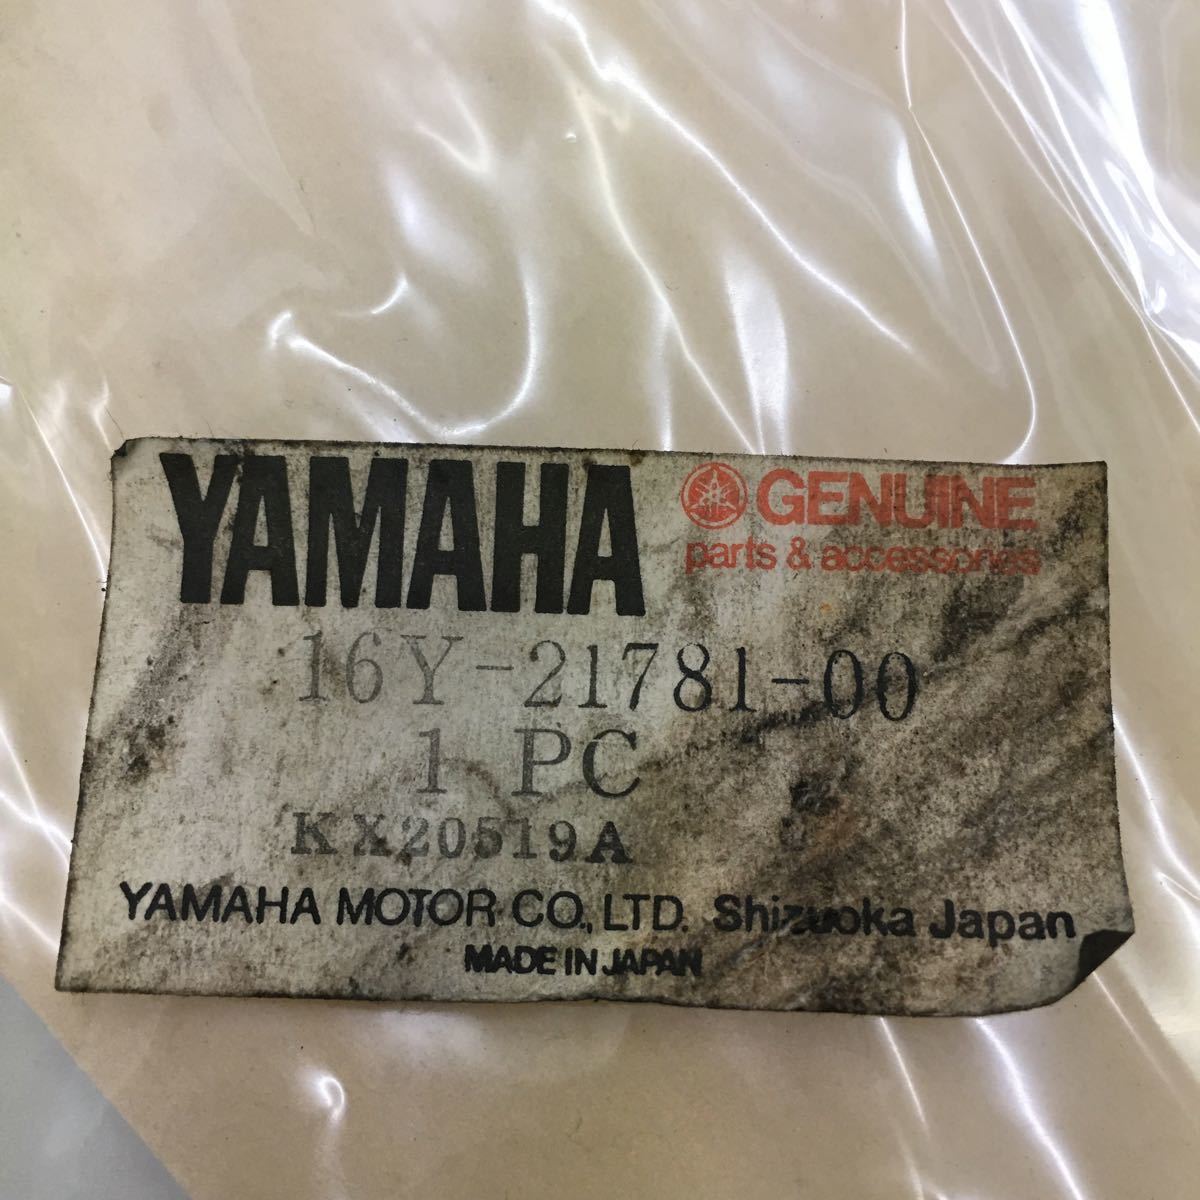 YAMAHA GENUINE
parts & accessories
16Y-21781-00
1 PC
KX20519A
YAMAHA MOTOR CO., LTD. Shizuoka Japan
MADE IN JAPAN